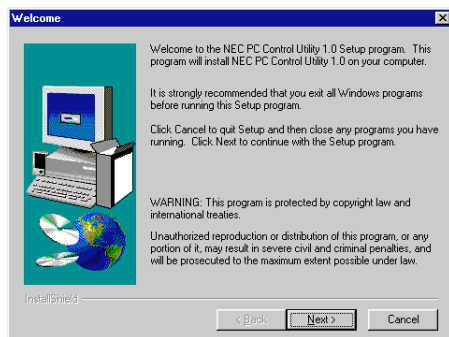 Welcome
Welcome to the NEC PC Control Utility 1.0 Setup program. This
program will install NEC PC Control Utility 1.0 on your computer.
It is strongly recommended that you exit all Windows programs
before running this Setup program.
Click Cancel to quit Setup and then close any programs you have
running. Click Next to continue with the Setup program.
WARNING: This program is protected by copyright law and
international treaties.
Unauthorized reproduction or distribution of this program, or any
portion of it, may result in severe civil and criminal penalties, and
will be prosecuted to the maximum extent possible under law.
InstallShield
< Back
Next >
Cancel